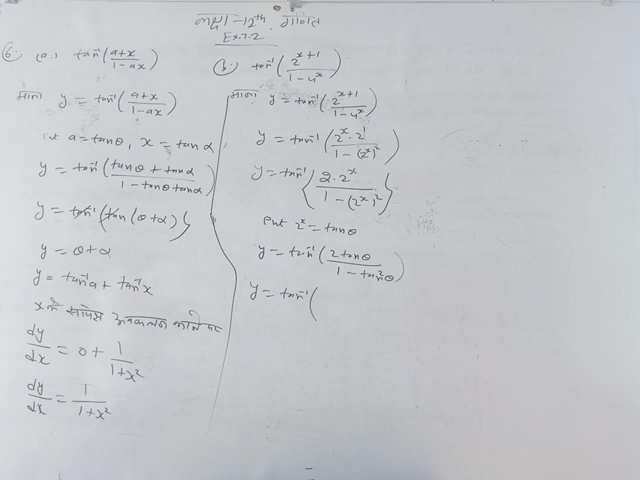 कक्षा-12th गणित
Ex 7.2
6. (a) tan⁻¹((a+x)/(1-ax))
माना y = tan⁻¹((a+x)/(1-ax))
put a = tanθ, x = tanα
y = tan⁻¹((tanθ + tanα)/(1-tanθ tanα))
y = tan⁻¹{tan(θ+α)}
y = θ+α
y = tan⁻¹a + tan⁻¹x
x के सापेक्ष अवकलन करने पर
dy/dx = 0 + 1/(1+x²)
dy/dx = 1/(1+x²)
(b) tan⁻¹(2^(x+1)/(1-4^x))
माना y = tan⁻¹(2^(x+1)/(1-4^x))
y = tan⁻¹(2^x·2^1/(1-(2^x)²))
y = tan⁻¹{2·2^x/(1-(2^x)²)}
put 2^x = tanθ
y = tan⁻¹(2tanθ/(1-tan²θ))
y = tan⁻¹(